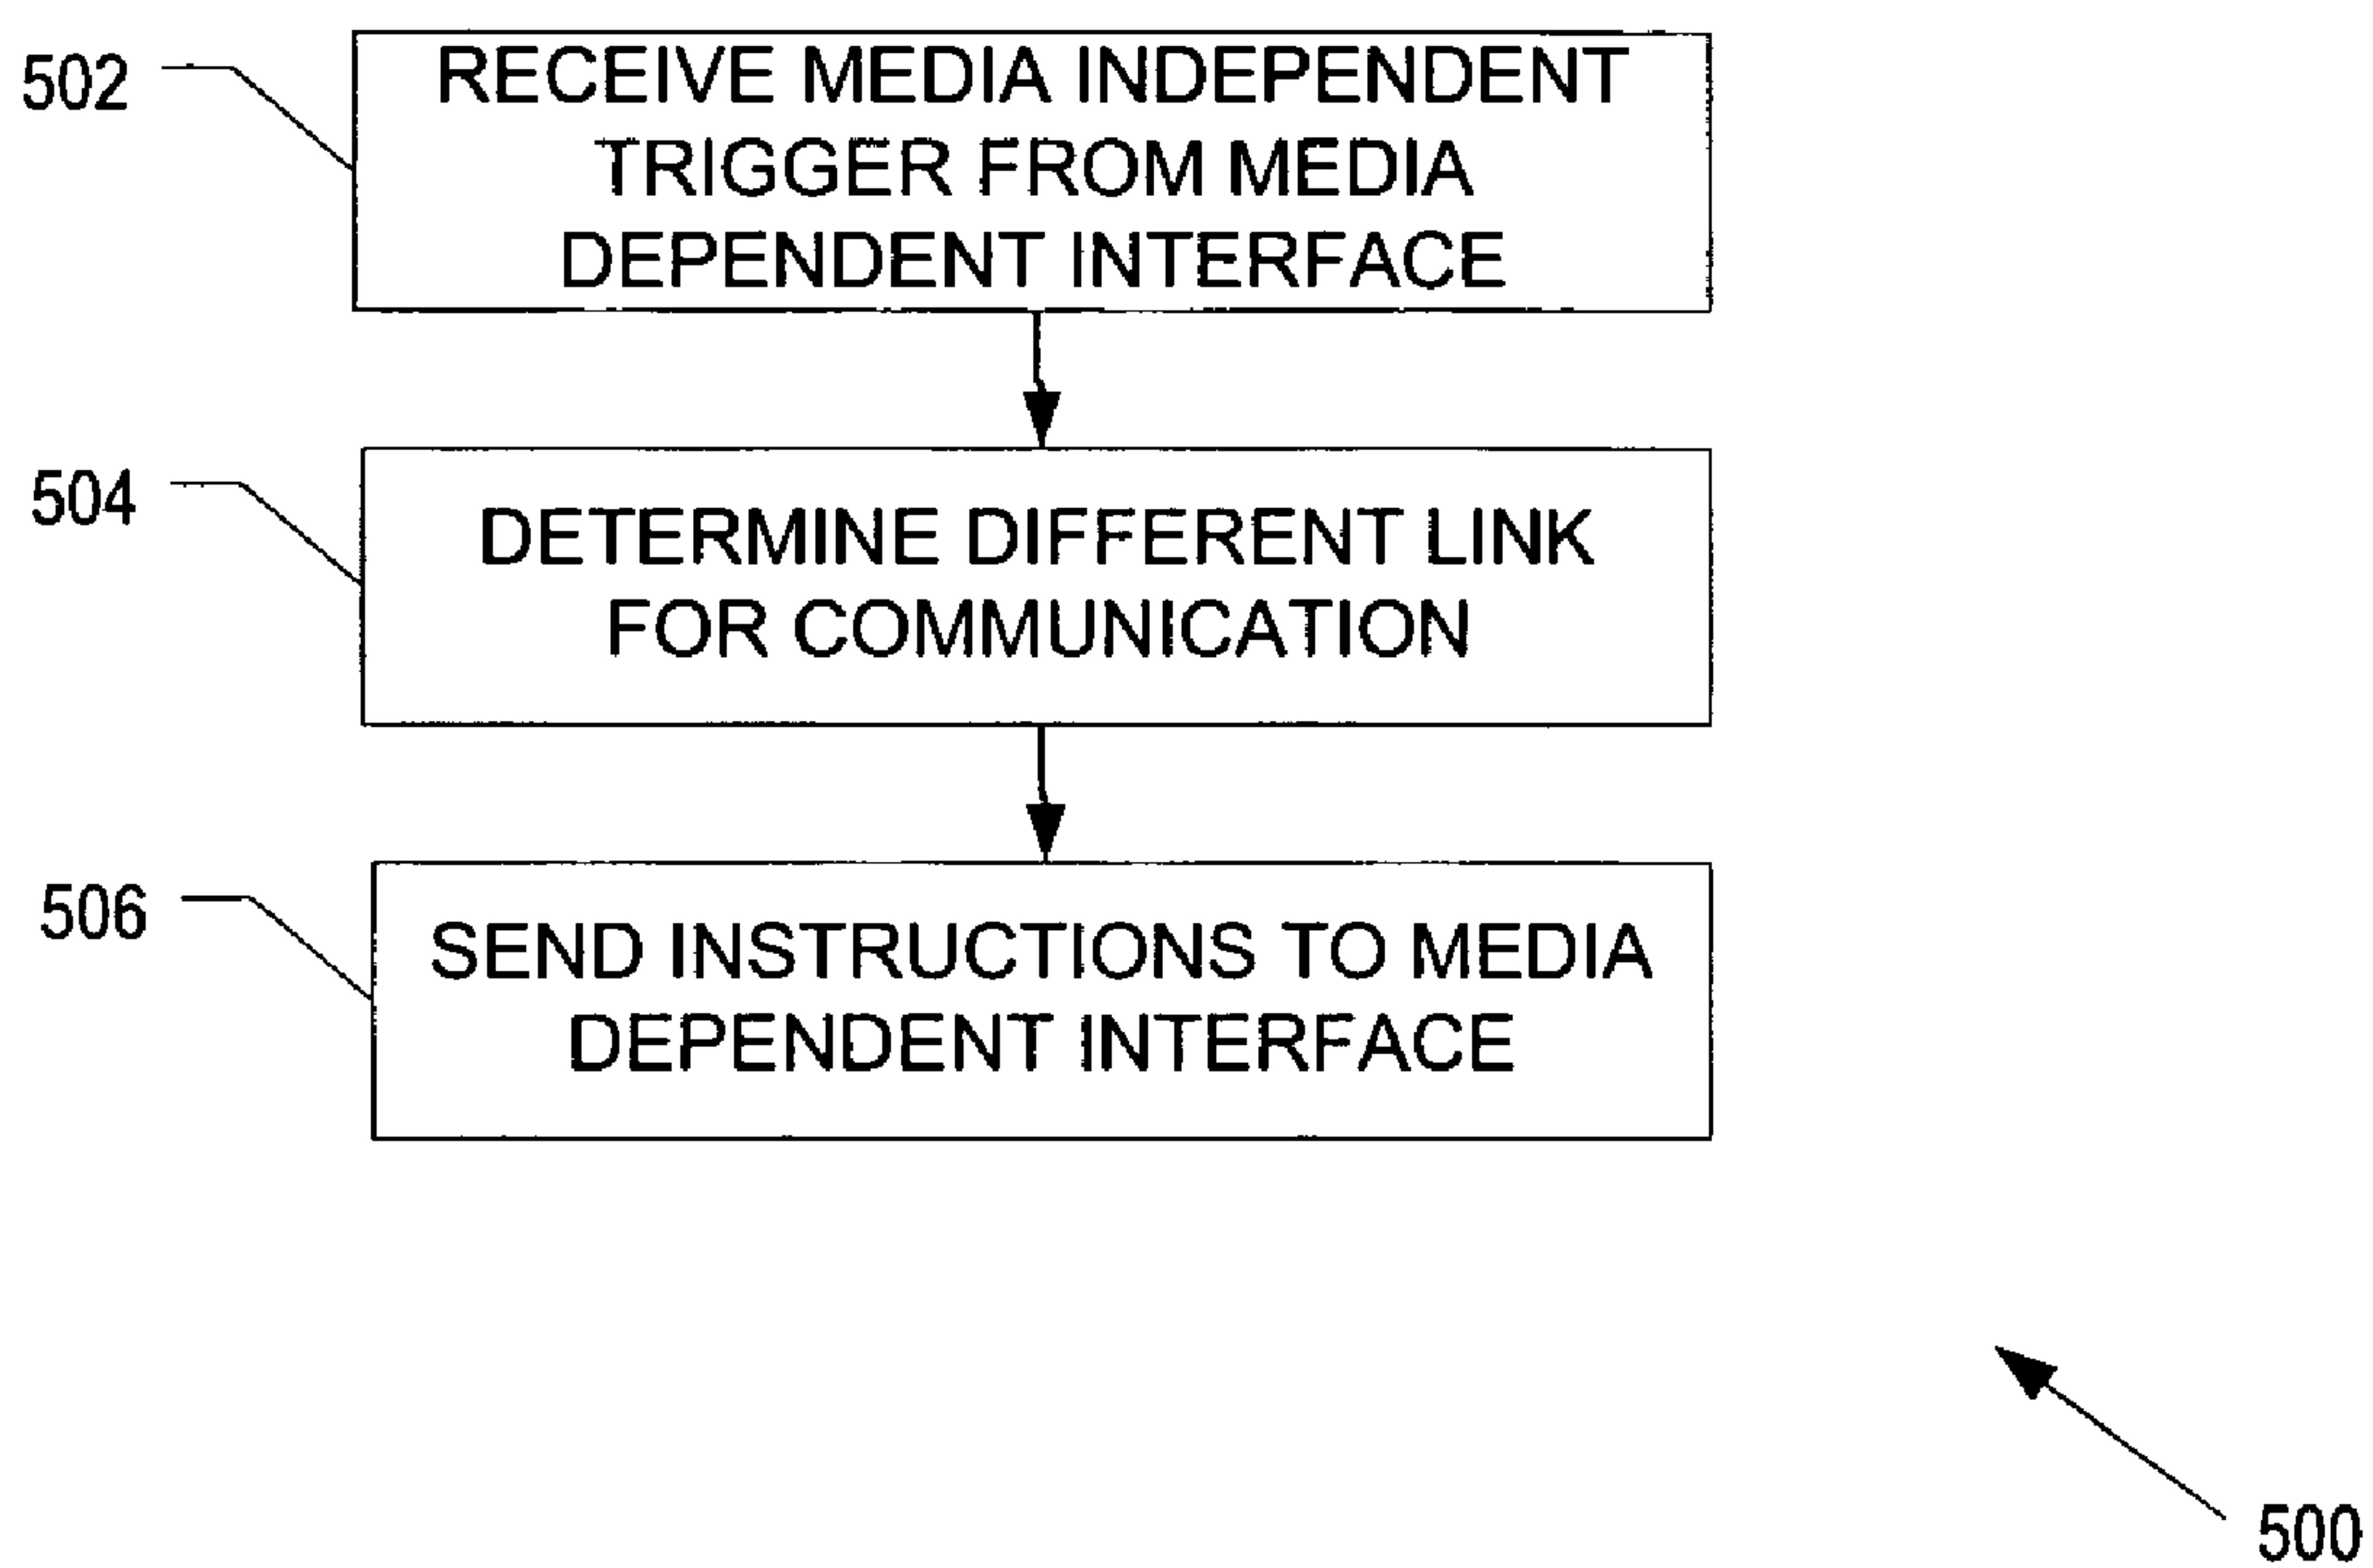 502
RECEIVE MEDIA INDEPENDENT
TRIGGER FROM MEDIA
DEPENDENT INTERFACE
504
DETERMINE DIFFERENT LINK
FOR COMMUNICATION
506
SEND INSTRUCTIONS TO MEDIA
DEPENDENT INTERFACE
500